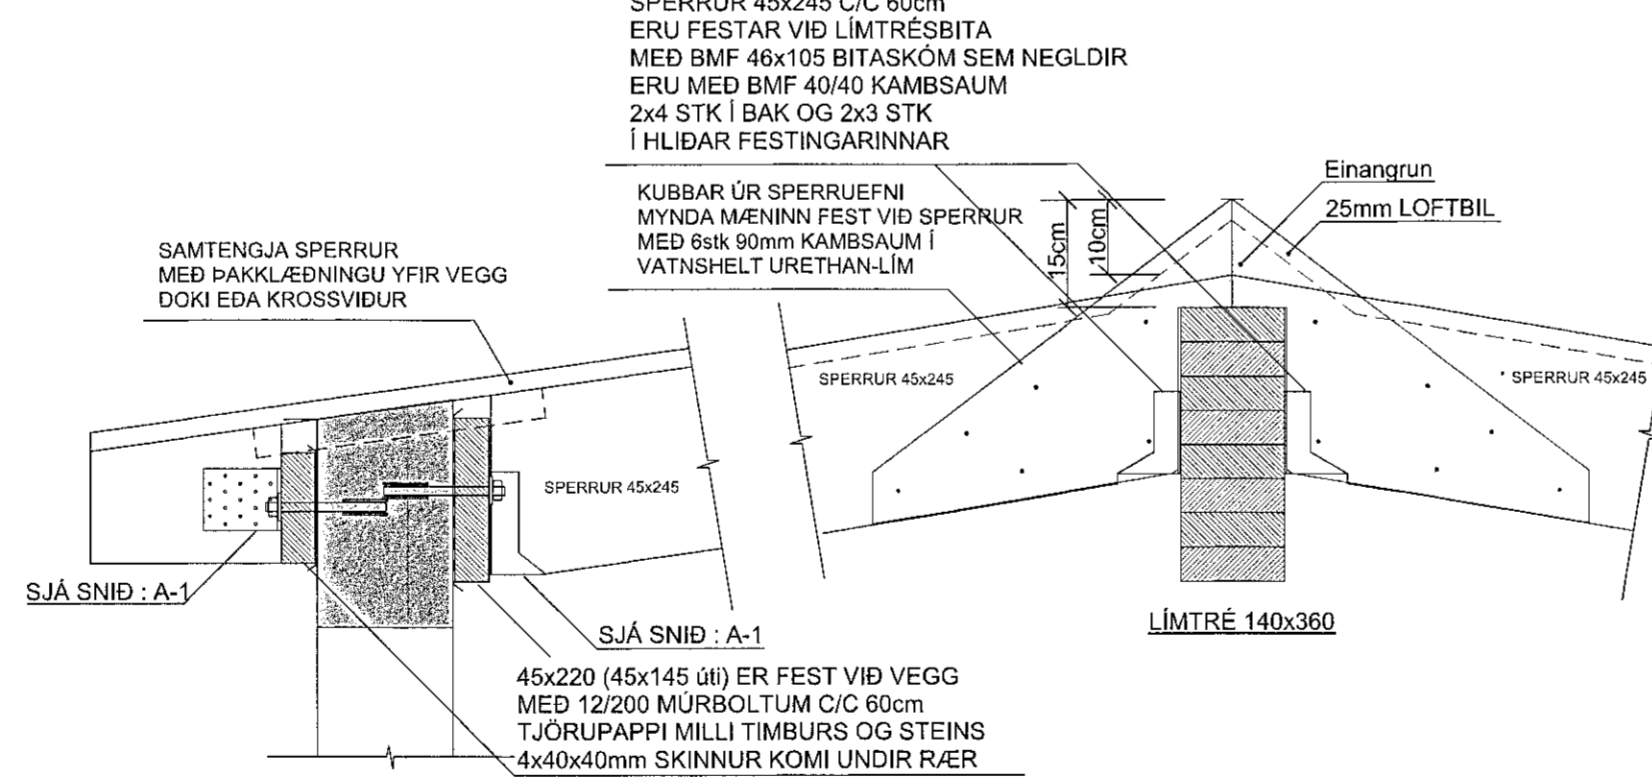 SPERRUR 45x245 C/C 60cm
ERU FESTAR VIÐ LÍMTRÉSBITA
MEÐ BMF 46x105 BITASKÓM SEM NEGLDIR
ERU MEÐ BMF 40/40 KAMBSAUM
2x4 STK Í BAK OG 2x3 STK
Í HLIÐAR FESTINGARINNAR
KUBBAR ÚR SPERRUEFNI
MYNDA MÆNINN FEST VIÐ SPERRUR
MEÐ 6stk 90mm KAMBSAUM Í
VATNSHELT URETHAN-LÍM
15cm
10cm
Einangrun
25mm LOFTBIL
SAMTENGJA SPERRUR
MEÐ ÞAKKLÆÐNINGU YFIR VEGG
DOKI EÐA KROSSVIÐUR
SPERRUR 45x245
SPERRUR 45x245
SPERRUR 45x245
SJÁ SNIÐ : A-1
SJÁ SNIÐ : A-1
LÍMTRÉ 140x360
45x220 (45x145 úti) ER FEST VIÐ VEGG
MEÐ 12/200 MÚRBOLTUM C/C 60cm
TJÖRUPAPPI MILLI TIMBURS OG STEINS
4x40x40mm SKINNUR KOMI UNDIR RÆR